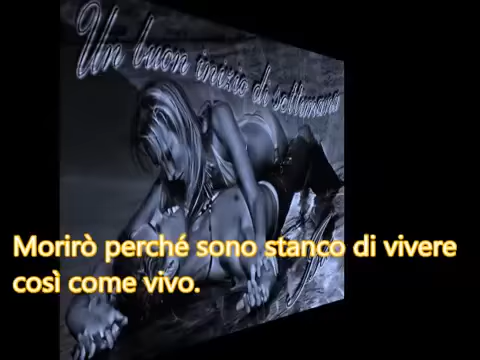 Un buon inizio di settimana
Morirò perché sono stanco di vivere
così come vivo.